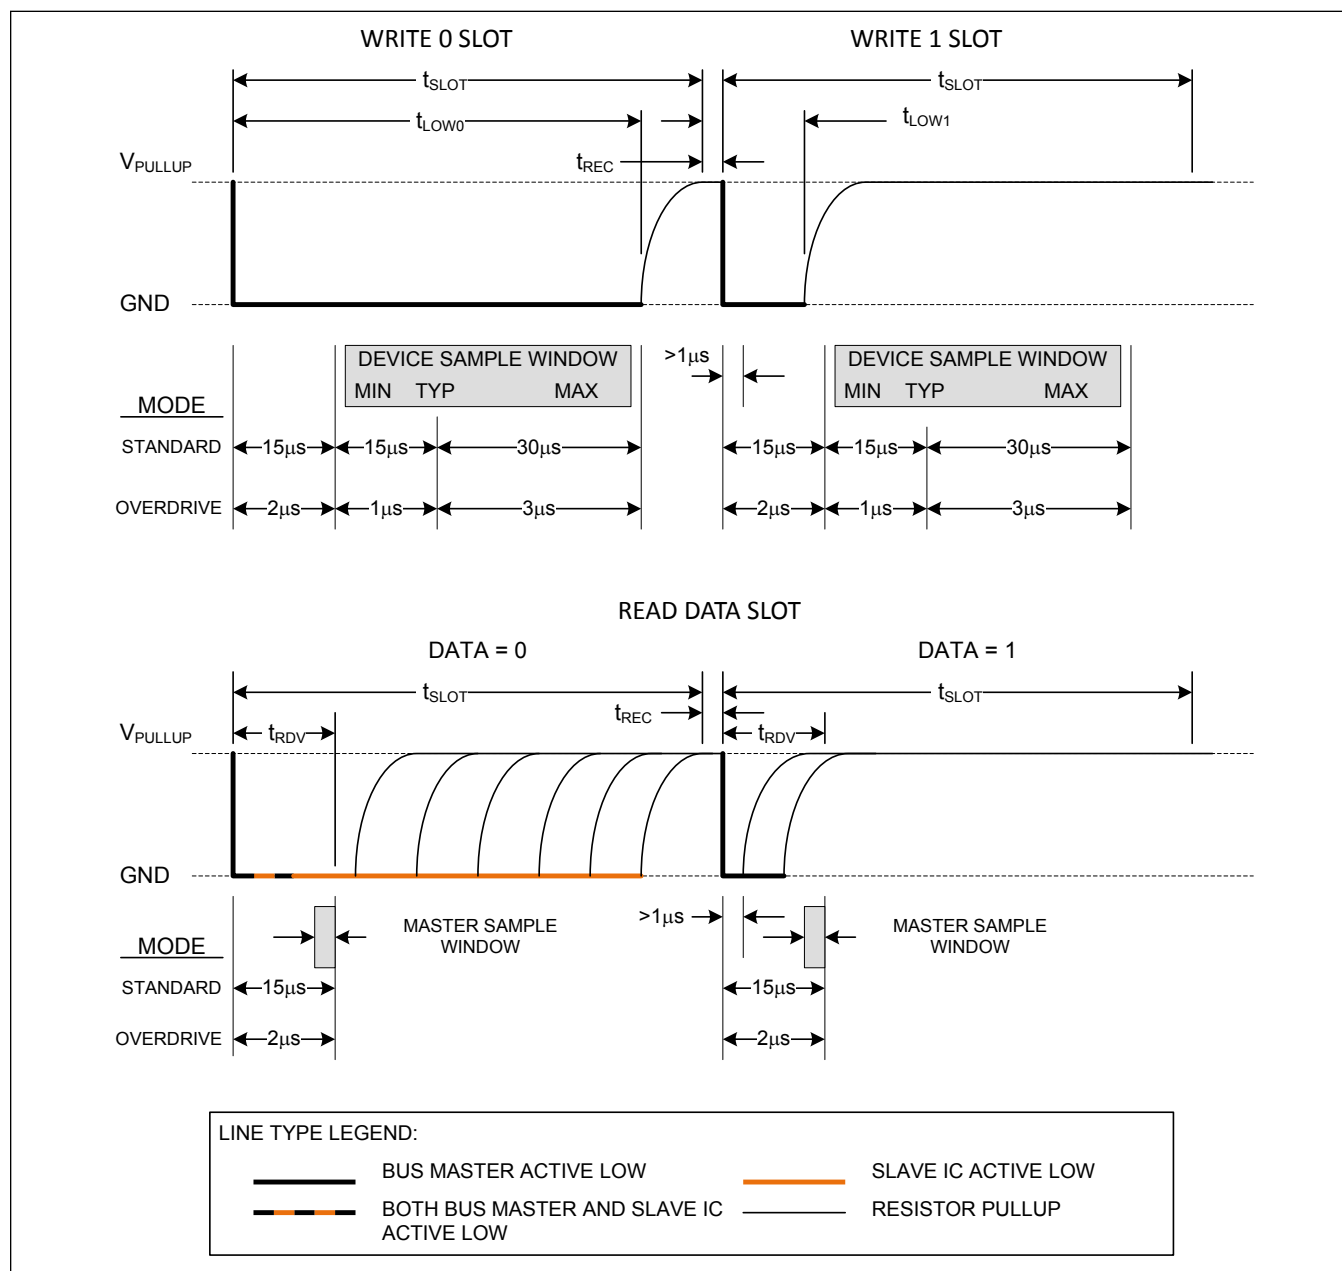 WRITE 0 SLOT WRITE 1 SLOT
tSLOT tSLOT
tLOW0 tLOW1
tREC
VPULLUP
GND
DEVICE SAMPLE WINDOW >1µs DEVICE SAMPLE WINDOW
MIN TYP MAX MIN TYP MAX
MODE
STANDARD 15µs 15µs 30µs 15µs 15µs 30µs
OVERDRIVE 2µs 1µs 3µs 2µs 1µs 3µs
READ DATA SLOT
DATA = 0 DATA = 1
tSLOT tSLOT
tREC
VPULLUP tRDV tRDV
GND
>1µs
MASTER SAMPLE MASTER SAMPLE
WINDOW WINDOW
MODE
STANDARD 15µs 15µs
OVERDRIVE 2µs 2µs
LINE TYPE LEGEND:
BUS MASTER ACTIVE LOW SLAVE IC ACTIVE LOW
BOTH BUS MASTER AND SLAVE IC RESISTOR PULLUP
ACTIVE LOW